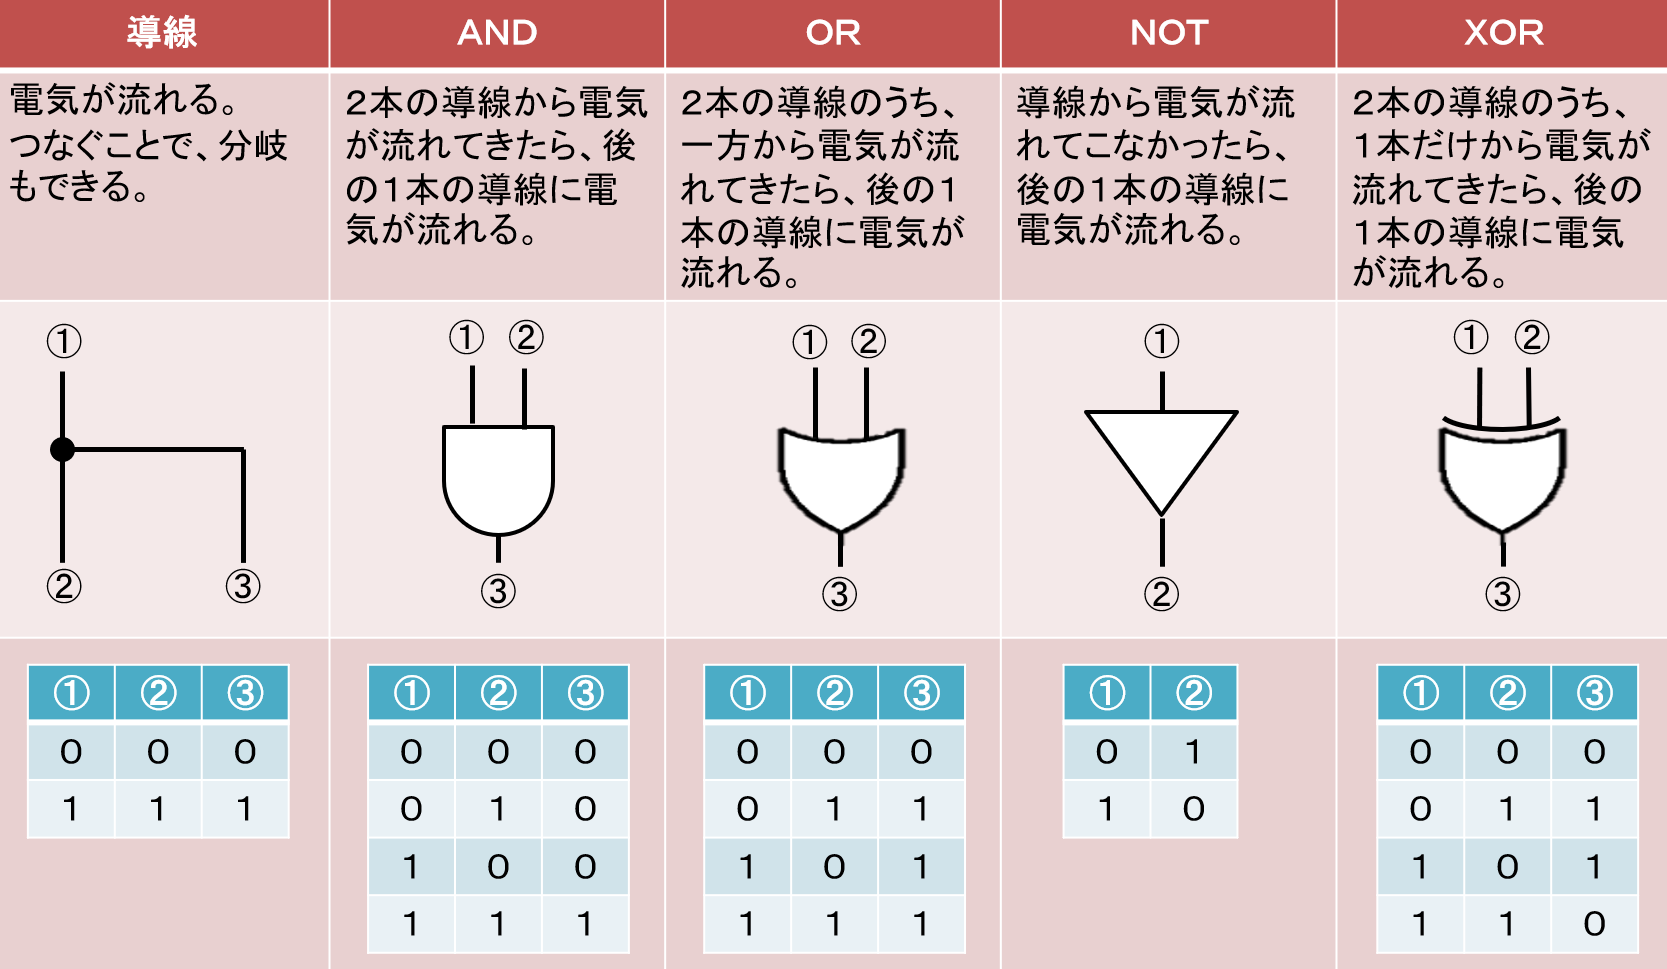 導線
AND
OR
NOT
XOR
電気が流れる。
つなぐことで、分岐
もできる。
２本の導線から電気
が流れてきたら、後
の１本の導線に電
気が流れる。
２本の導線のうち、
一方から電気が流
れてきたら、後の１
本の導線に電気が
流れる。
導線から電気が流
れてこなかったら、
後の１本の導線に
電気が流れる。
２本の導線のうち、
１本だけから電気が
流れてきたら、後の
１本の導線に電気
が流れる。
①
②
③
① ②
③
① ②
③
①
②
① ②
③
① ② ③
0 0 0
1 1 1
① ② ③
0 0 0
0 1 0
1 0 0
1 1 1
① ② ③
0 0 0
0 1 1
1 0 1
1 1 1
① ②
0 1
1 0
① ② ③
0 0 0
0 1 1
1 0 1
1 1 0